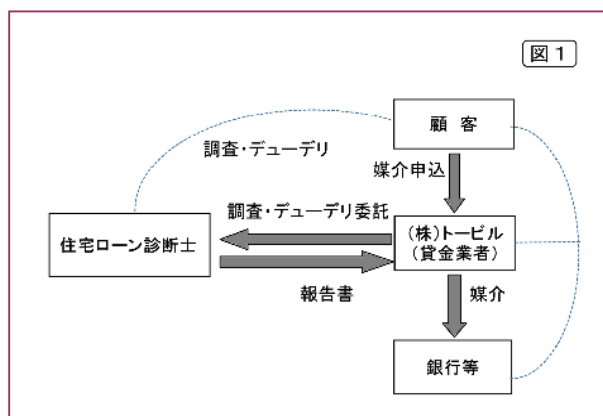 図1
顧 客
調査・デューデリ
媒介申込
調査・デューデリ委託
住宅ローン診断士
(株)トービル
(貸金業者)
報告書
媒介
銀行等